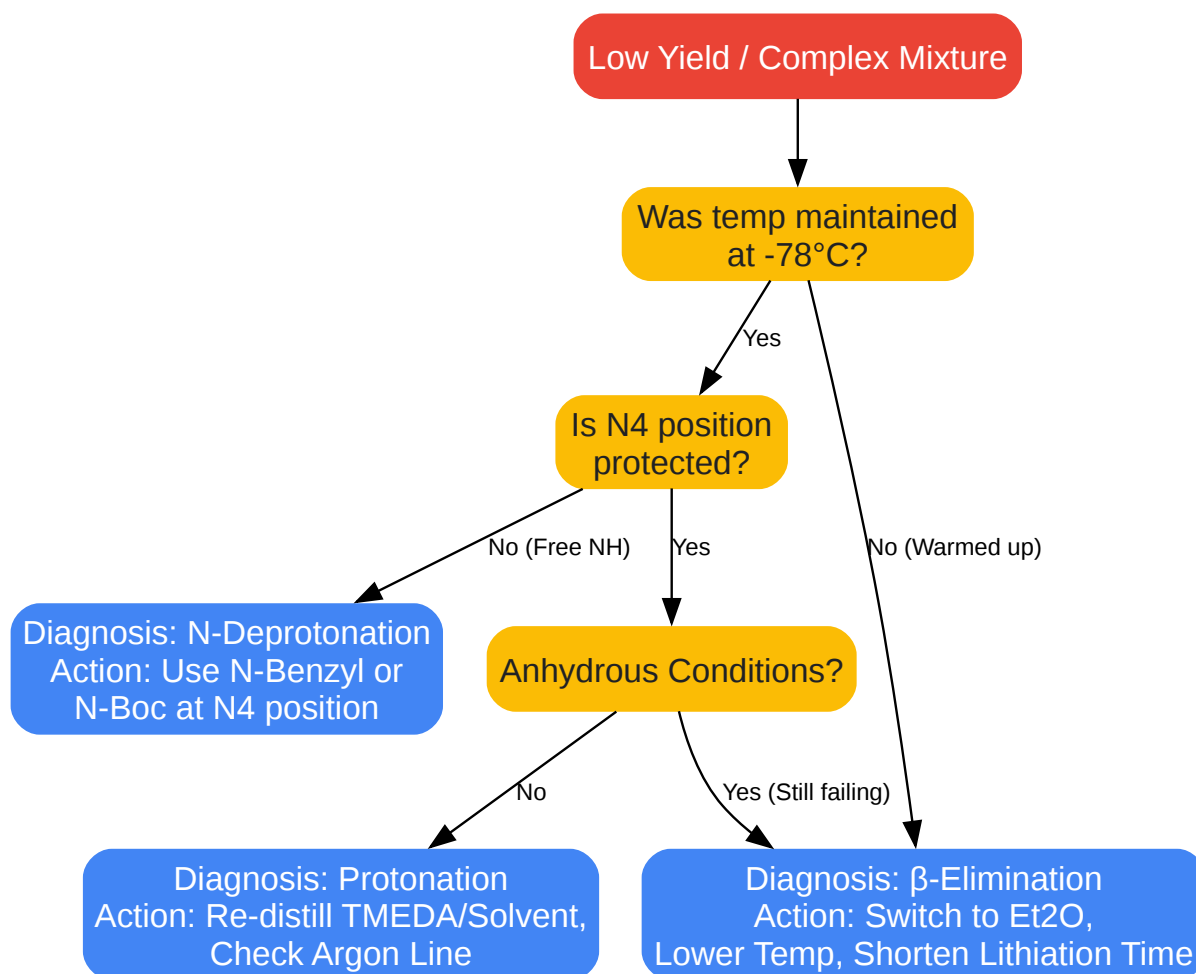 Low Yield / Complex Mixture
Was temp maintained
at -78°C?
Yes
Is N4 position
protected?
No (Free NH)
Yes
No (Warmed up)
Diagnosis: N-Deprotonation
Action: Use N-Benzyl or
N-Boc at N4 position
Anhydrous Conditions?
No
Yes (Still failing)
Diagnosis: Protonation
Action: Re-distill TMEDA/Solvent,
Check Argon Line
Diagnosis: β-Elimination
Action: Switch to Et2O,
Lower Temp, Shorten Lithiation Time